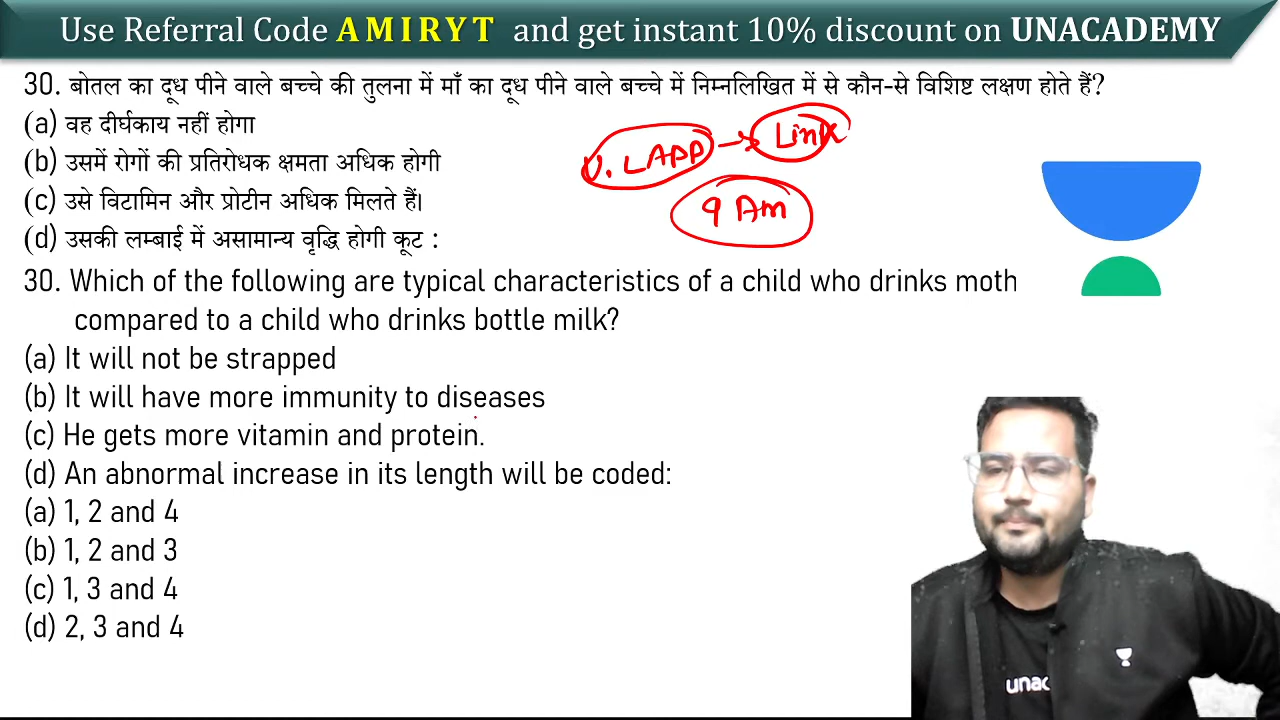 Use Referral Code AMIRYT and get instant 10% discount on UNACADEMY
30. बोतल का दूध पीने वाले बच्चे की तुलना में माँ का दूध पीने वाले बच्चे में निम्नलिखित में से कौन-से विशिष्ट लक्षण होते हैं?
(a) वह दीर्घकाय नहीं होगा
(b) उसमें रोगों की प्रतिरोधक क्षमता अधिक होगी
(c) उसे विटामिन और प्रोटीन अधिक मिलते हैं।
(d) उसकी लम्बाई में असामान्य वृद्धि होगी कूट :
Link
9 Am
30. Which of the following are typical characteristics of a child who drinks moth
compared to a child who drinks bottle milk?
(a) It will not be strapped
(b) It will have more immunity to diseases
(c) He gets more vitamin and protein.
(d) An abnormal increase in its length will be coded:
(a) 1, 2 and 4
(b) 1, 2 and 3
(c) 1, 3 and 4
(d) 2, 3 and 4
unac